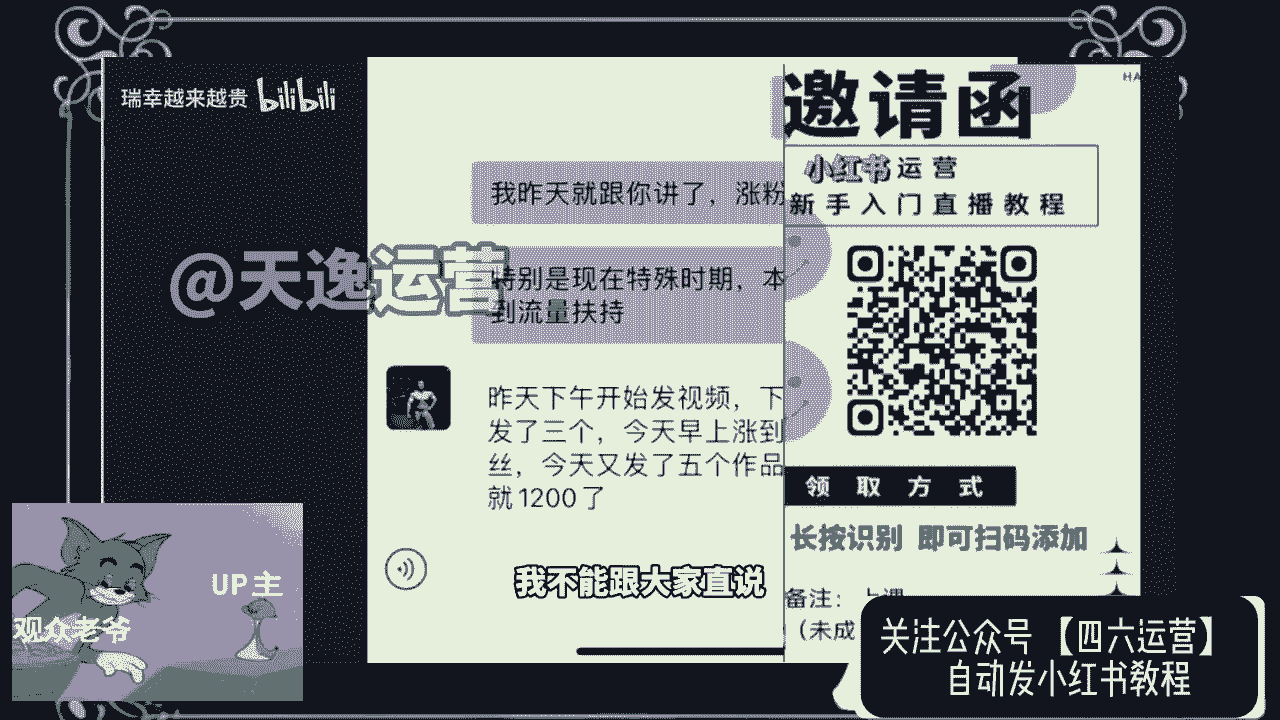 瑞幸越来越贵 bilibili
@天逸运营
我昨天就跟你讲了，涨粉
特别是现在特殊时期，本
到流量扶持
昨天下午开始发视频，下
发了三个，今天早上涨到
丝，今天又发了五个作品
就1200了
我不能跟大家直说
HA
邀请函
小红书运营
新手入门直播教程
领取方式
长按识别 即可扫码添加
备注：上课
（未成
UP主
观众老爷
关注公众号【四六运营】
自动发小红书教程